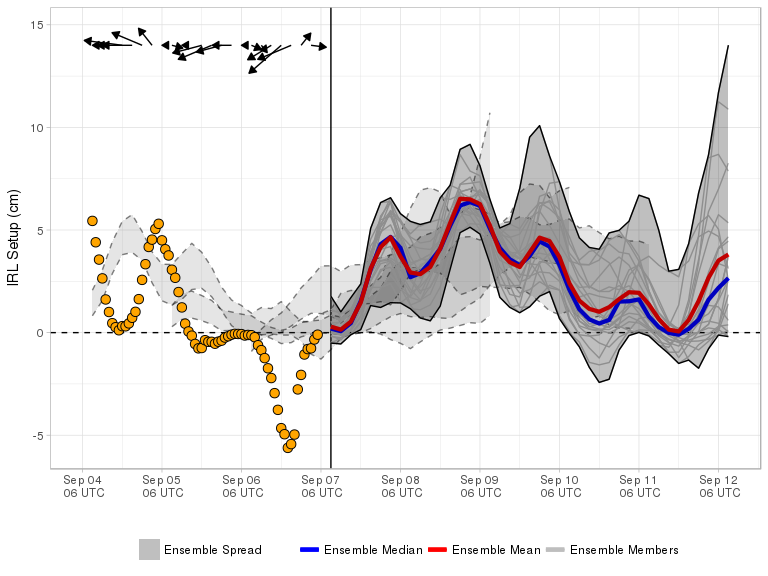 IRL Setup (cm)
15
10
5
0
-5
Sep 04 Sep 05 Sep 06 Sep 07 Sep 08 Sep 09 Sep 10 Sep 11 Sep 12
06 UTC 06 UTC 06 UTC 06 UTC 06 UTC 06 UTC 06 UTC 06 UTC 06 UTC
Ensemble Spread Ensemble Median Ensemble Mean Ensemble Members